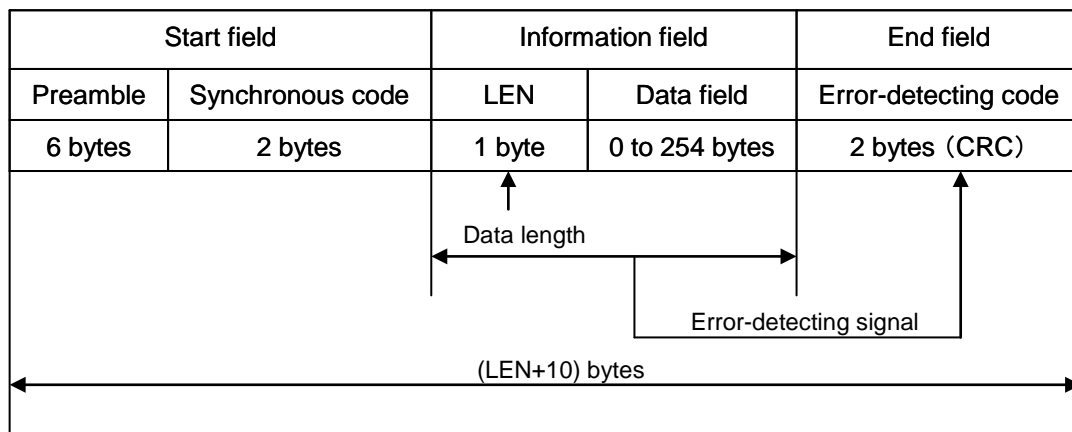 Start field Information field End field
Preamble Synchronous code LEN Data field Error-detecting code
6 bytes 2 bytes 1 byte 0 to 254 bytes 2 bytes（CRC）
Data length
Error-detecting signal
(LEN+10) bytes